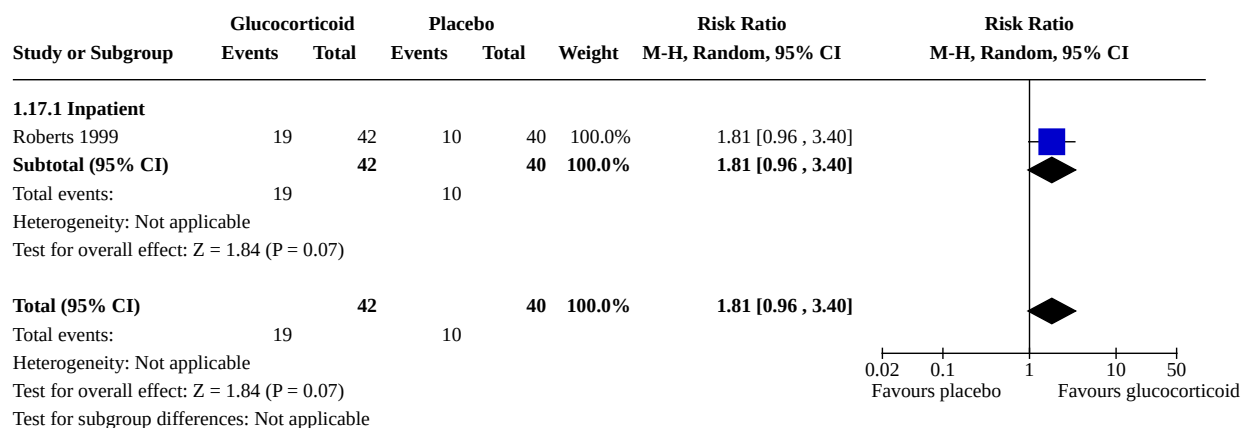 Glucocorticoid Placebo Risk Ratio Risk Ratio
Study or Subgroup Events Total Events Total Weight M-H, Random, 95% CI M-H, Random, 95% CI
1.17.1 Inpatient
Roberts 1999 19 42 10 40 100.0% 1.81 [0.96 , 3.40]
Subtotal (95% CI) 42 40 100.0% 1.81 [0.96 , 3.40]
Total events: 19 10
Heterogeneity: Not applicable
Test for overall effect: Z = 1.84 (P = 0.07)
Total (95% CI) 42 40 100.0% 1.81 [0.96 , 3.40]
Total events: 19 10
Heterogeneity: Not applicable
0.02 0.1 1 10 50
Test for overall effect: Z = 1.84 (P = 0.07) Favours placebo Favours glucocorticoid
Test for subgroup differences: Not applicable